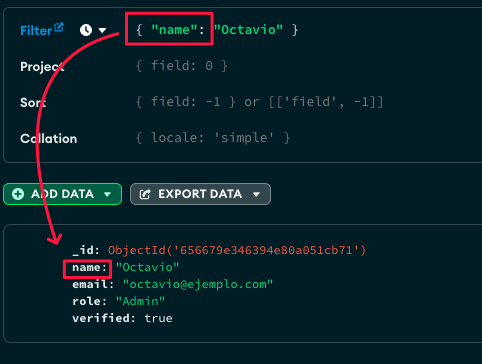 Filter { "name": "Octavio" }
Project { field: 0 }
Sort { field: -1 } or [['field', -1]]
Collation { locale: 'simple' }
ADD DATA EXPORT DATA
_id: ObjectId('656679e346394e80a051cb71')
name: "Octavio"
email: "octavio@ejemplo.com"
role: "Admin"
verified: true